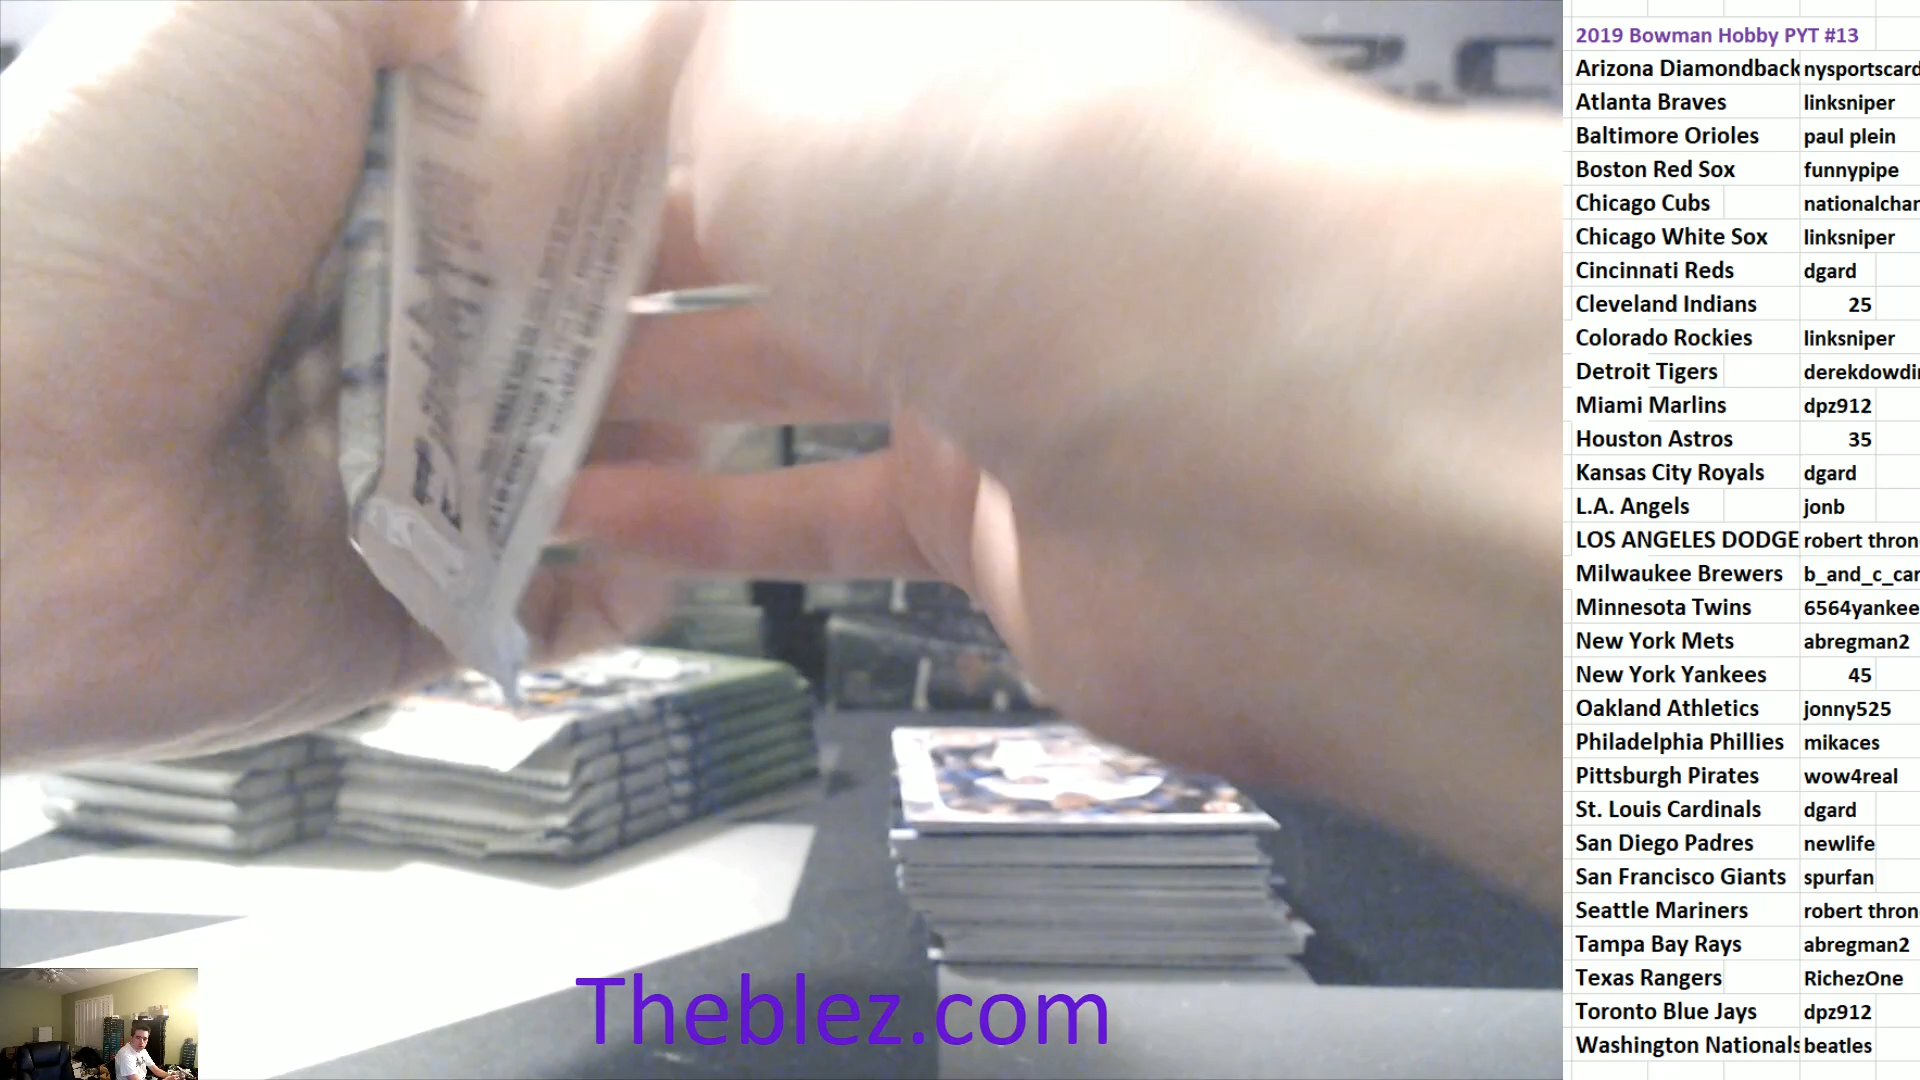 Z.C
2019 Bowman Hobby PYT #13
Arizona Diamondback nysportscard
Atlanta Braves linksniper
Baltimore Orioles paul plein
Boston Red Sox funnypipe
Chicago Cubs nationalchar
Chicago White Sox linksniper
Cincinnati Reds dgard
Cleveland Indians 25
Colorado Rockies linksniper
Detroit Tigers derekdowdin
Miami Marlins dpz912
Houston Astros 35
Kansas City Royals dgard
L.A. Angels jonb
LOS ANGELES DODGE robert thron
Milwaukee Brewers b_and_c_car
Minnesota Twins 6564yankee
New York Mets abregman2
New York Yankees 45
Oakland Athletics jonny525
Philadelphia Phillies mikaces
Pittsburgh Pirates wow4real
St. Louis Cardinals dgard
San Diego Padres newlife
San Francisco Giants spurfan
Seattle Mariners robert thron
Tampa Bay Rays abregman2
Texas Rangers RichezOne
Toronto Blue Jays dpz912
Washington Nationals beatles
Theblez.com